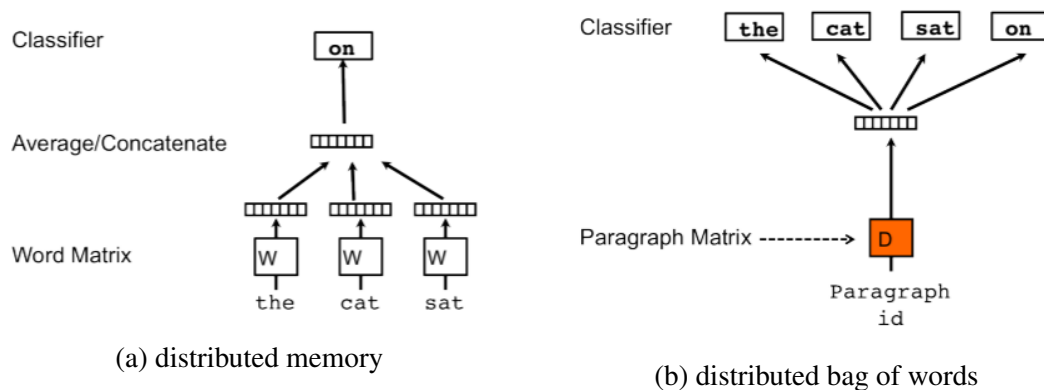 Classifier
on
Average/Concatenate
W W W
Word Matrix
the cat sat
(a) distributed memory
Classifier
the cat sat on
Paragraph Matrix
D
Paragraph
id
(b) distributed bag of words